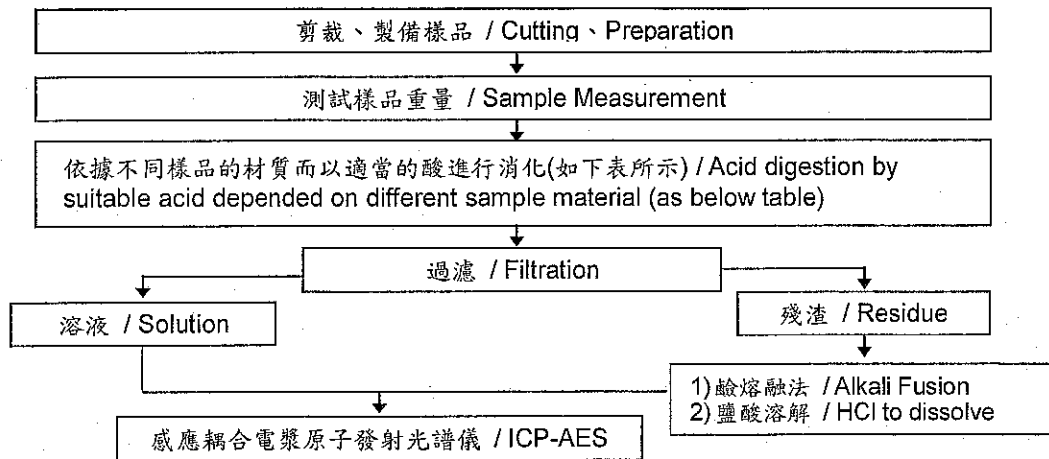 剪裁、製備樣品 / Cutting、Preparation
測試樣品重量 / Sample Measurement
依據不同樣品的材質而以適當的酸進行消化(如下表所示) / Acid digestion by
suitable acid depended on different sample material (as below table)
過濾 / Filtration
溶液 / Solution
殘渣 / Residue
1)鹼熔融法 / Alkali Fusion
2)鹽酸溶解 / HCl to dissolve
感應耦合電漿原子發射光譜儀 / ICP-AES